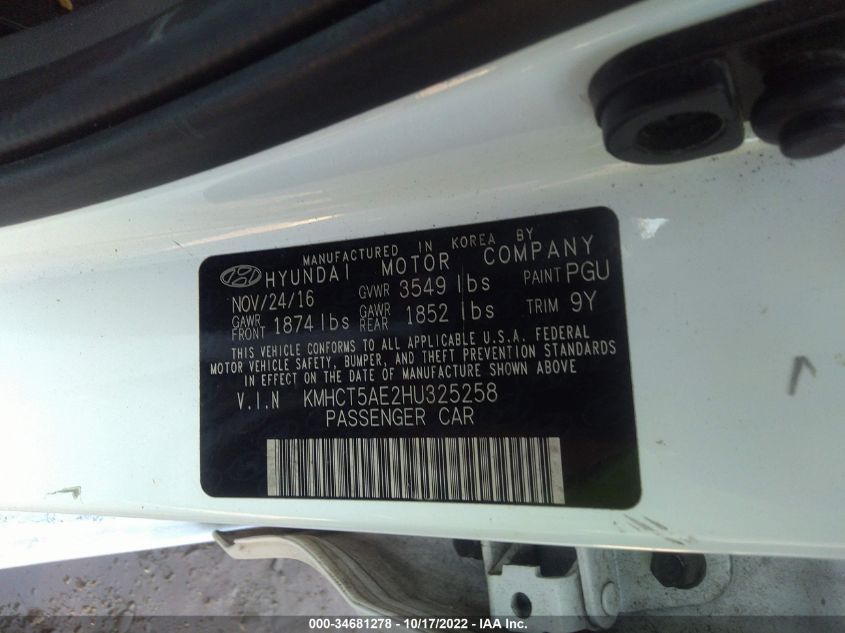 MANUFACTURED IN KOREA BY
HYUNDAI MOTOR COMPANY
NOV/24/16 GVWR 3549 lbs PAINT PGU
GAWR FRONT 1874 lbs GAWR REAR 1852 lbs TRIM 9Y
THIS VEHICLE CONFORMS TO ALL APPLICABLE U.S.A. FEDERAL
MOTOR VEHICLE SAFETY, BUMPER, AND THEFT PREVENTION STANDARDS
IN EFFECT ON THE DATE OF MANUFACTURE SHOWN ABOVE
V.I.N KMHCT5AE2HU325258
PASSENGER CAR
000-34681278 - 10/17/2022 - IAA Inc.